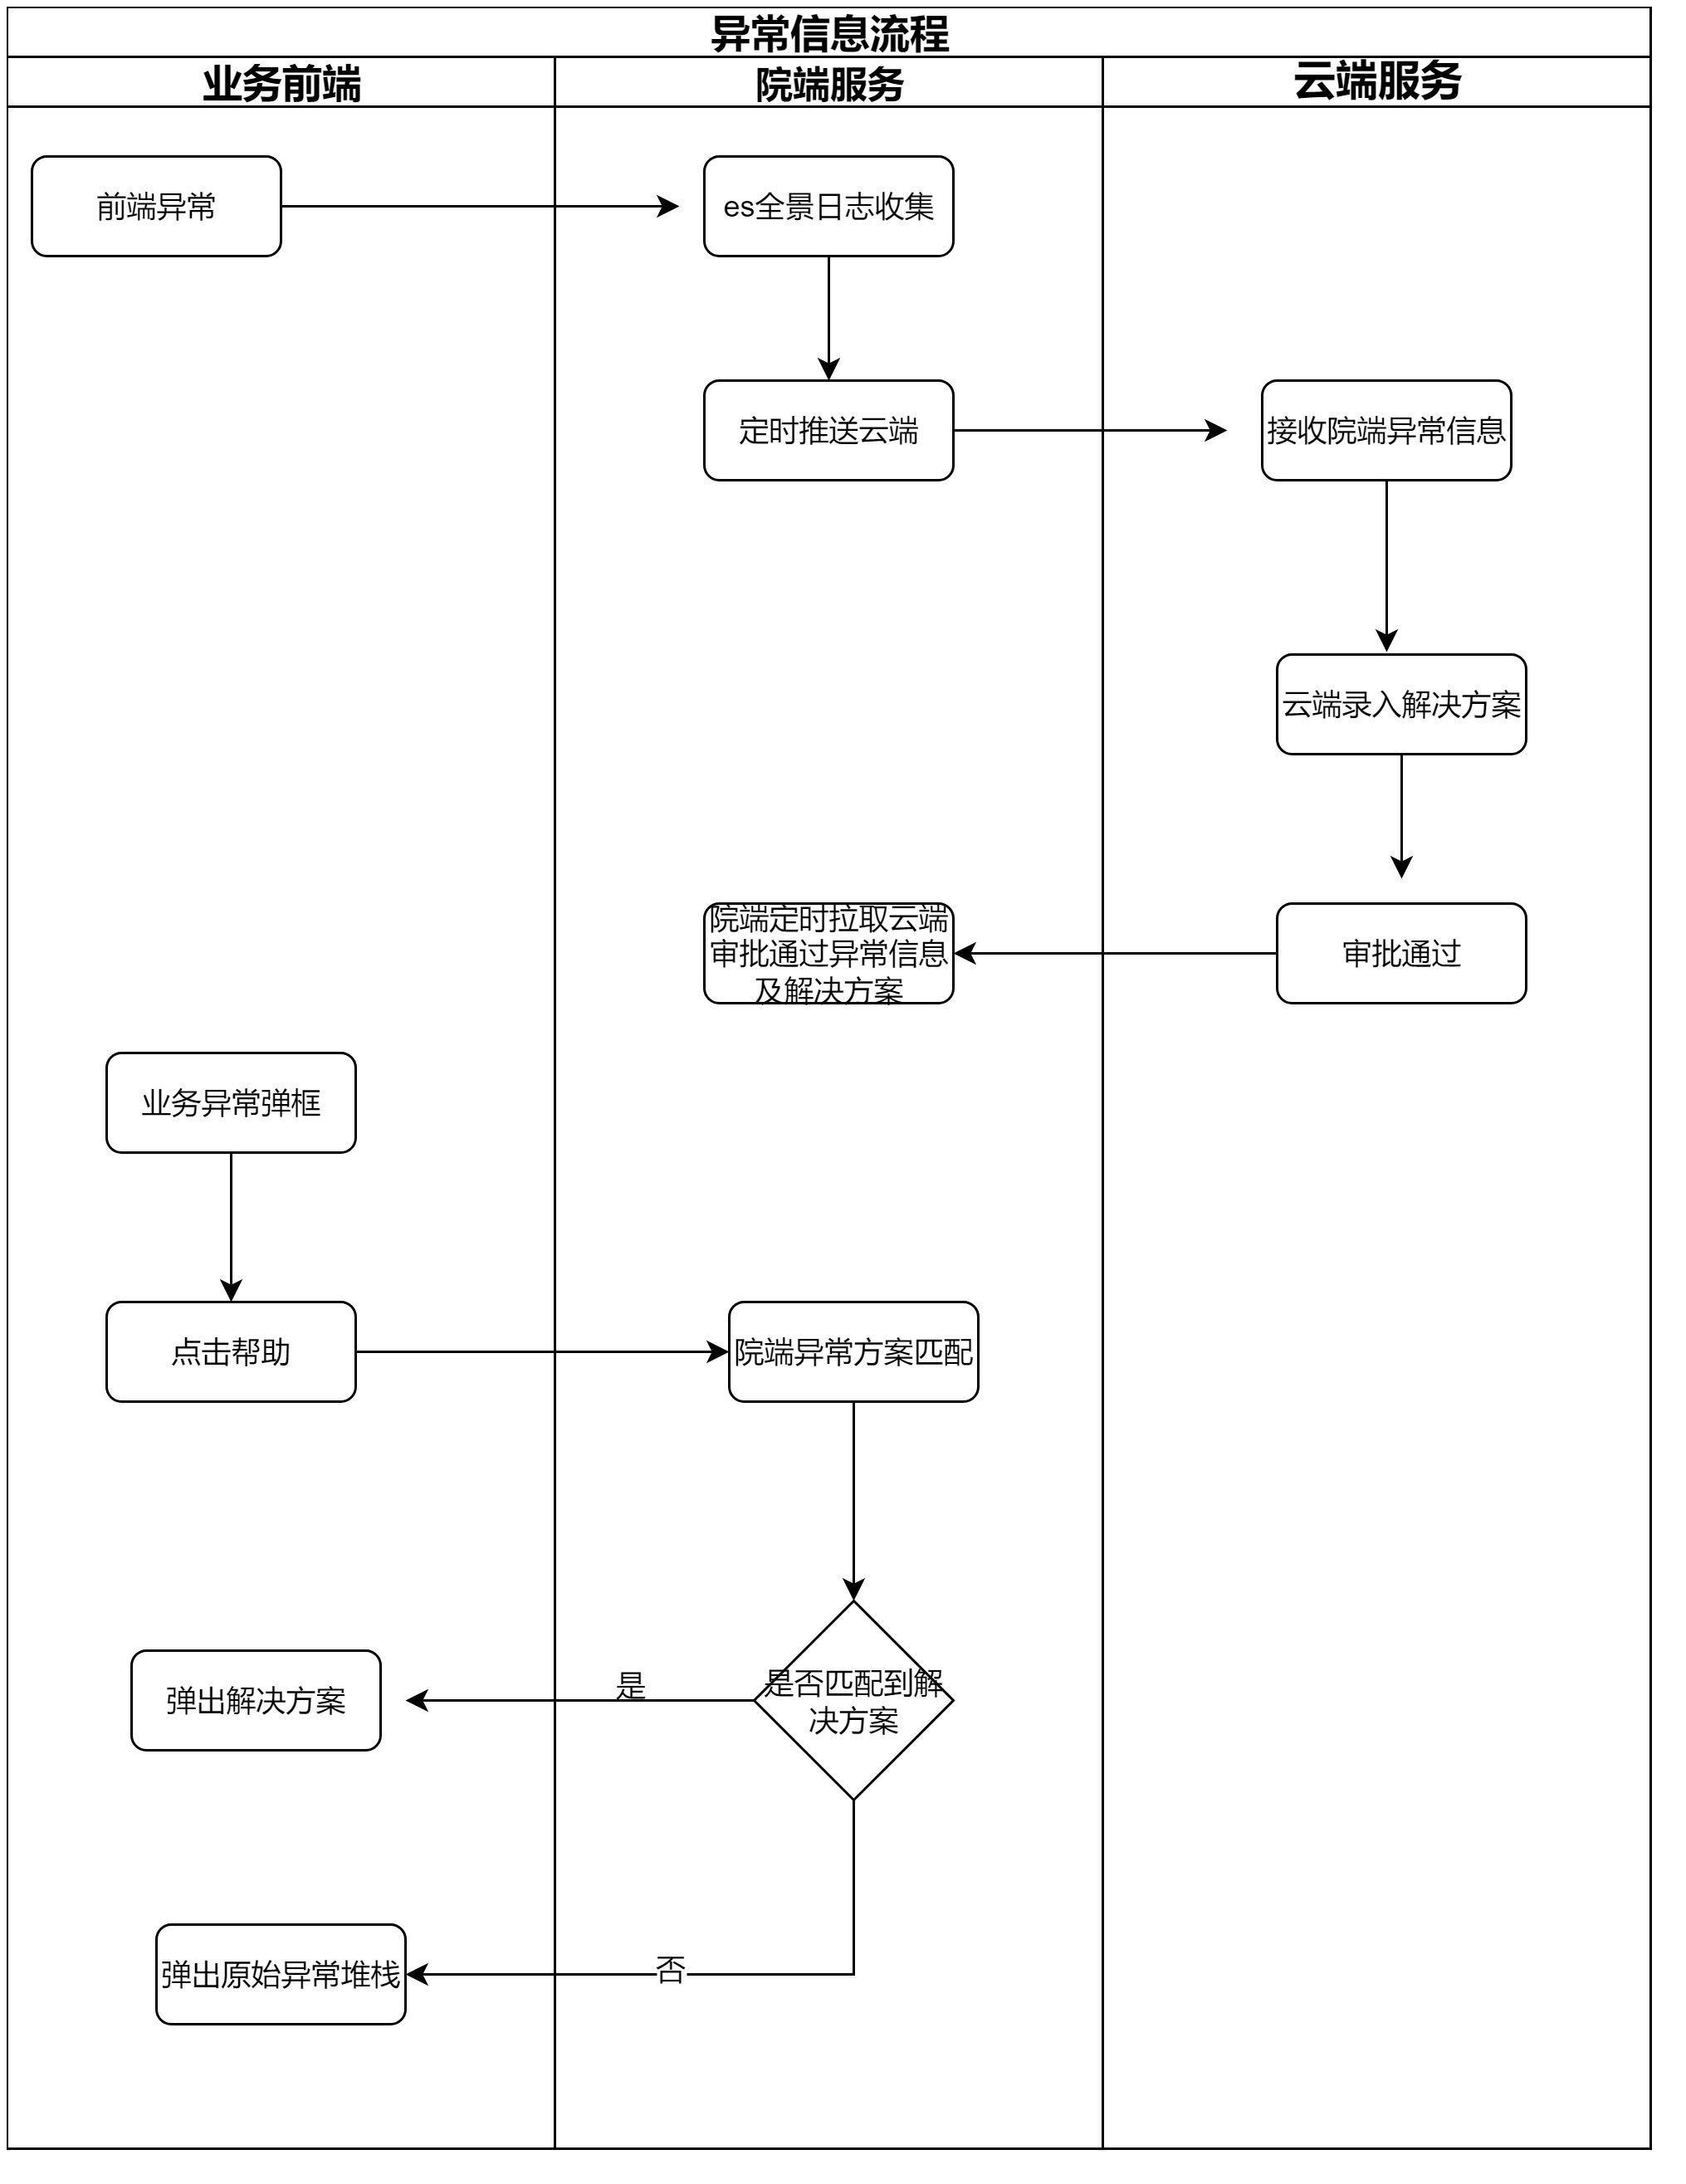 异常信息流程
业务前端
院端服务
云端服务
前端异常
es全景日志收集
定时推送云端
接收院端异常信息
云端录入解决方案
院端定时拉取云端
审批通过异常信息
及解决方案
审批通过
业务异常弹框
点击帮助
院端异常方案匹配
弹出解决方案
是
是否匹配到解
决方案
弹出原始异常堆栈
否